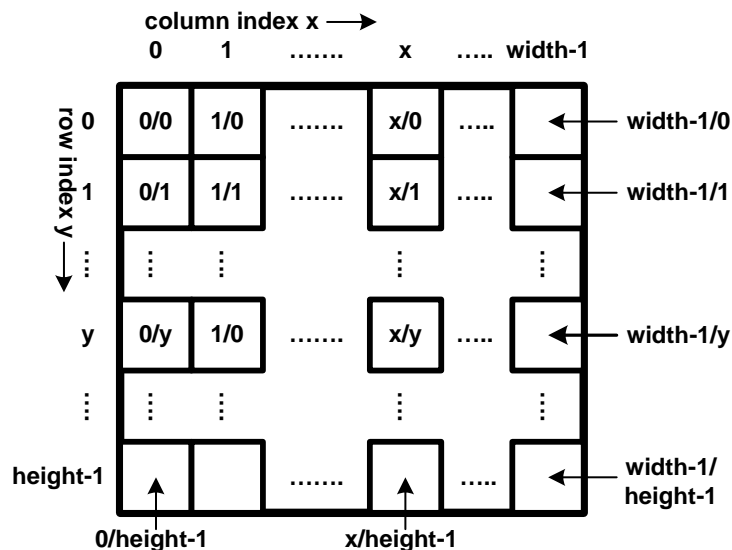 column index x
0 1 ....... x ..... width-1
row index y
0 0/0 1/0 ....... x/0 ..... width-1/0
1 0/1 1/1 ....... x/1 ..... width-1/1
y 0/y 1/0 ....... x/y ..... width-1/y
height-1 ....... ..... width-1/
height-1
0/height-1 x/height-1